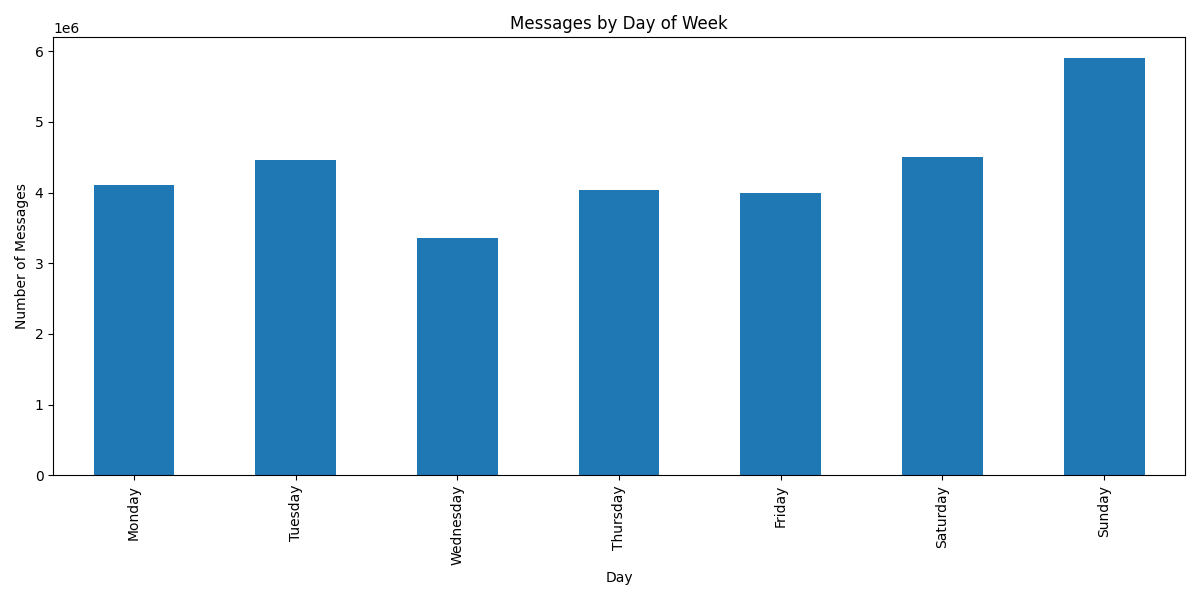 Messages by Day of Week
1e6
6
5
4
3
2
1
0
Number of Messages
Monday
Tuesday
Wednesday
Thursday
Friday
Saturday
Sunday
Day